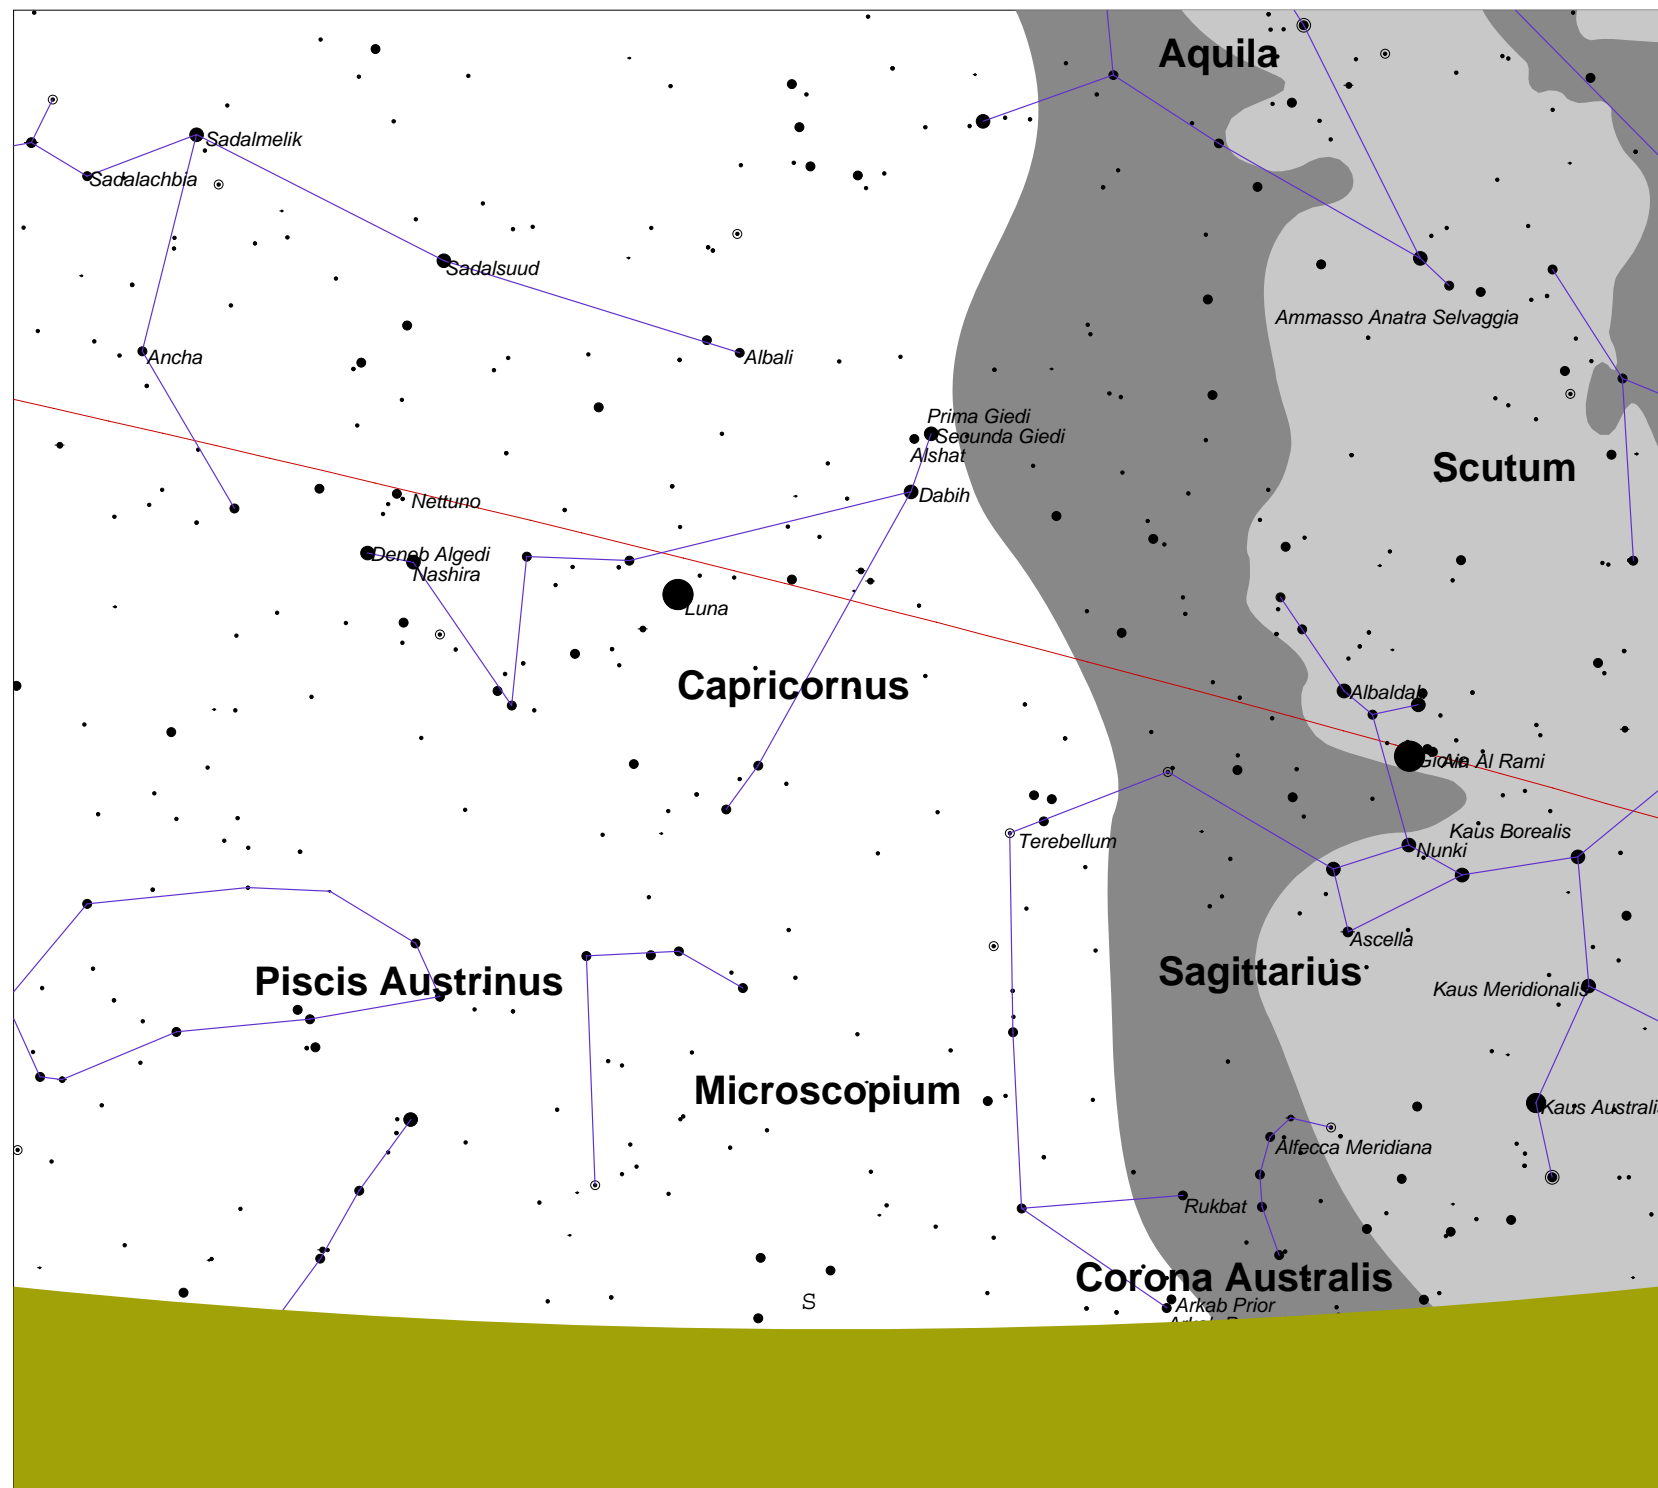 Aquila
Sadalmelik
Sadalachbia
Sadalsuud
Ammasso Anatra Selvaggia
Ancha
Albali
Prima Giedi
Secunda Giedi
Alshat
Scutum
Dabih
Nettuno
Deneb Algedi
Nashira
Luna
Capricornus
Albaldah
Giove
Ain Al Rami
Kaus Borealis
Terebellum
Nunki
Ascella
Sagittarius
Piscis Austrinus
Kaus Meridionalis
Microscopium
Kaus Australis
Alfecca Meridiana
Rukbat
Corona Australis
S
Arkab Prior